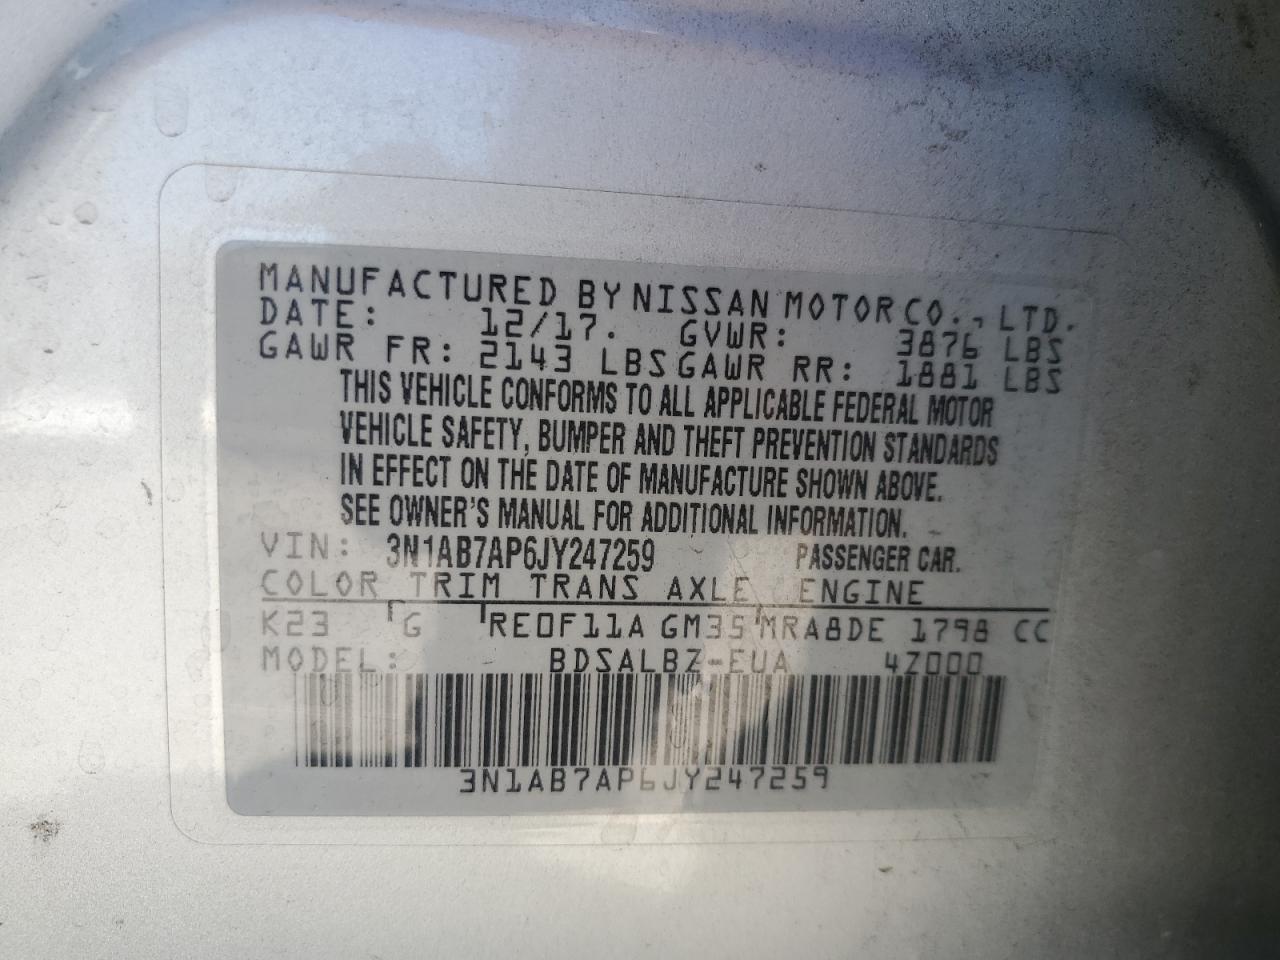 MANUFACTURED BY NISSAN MOTOR CO., LTD.
DATE: 12/17. GVWR: 3876 LBS
GAWR FR: 2143 LBS GAWR RR: 1881 LBS
THIS VEHICLE CONFORMS TO ALL APPLICABLE FEDERAL MOTOR
VEHICLE SAFETY, BUMPER AND THEFT PREVENTION STANDARDS
IN EFFECT ON THE DATE OF MANUFACTURE SHOWN ABOVE.
SEE OWNER'S MANUAL FOR ADDITIONAL INFORMATION.
VIN: 3N1AB7AP6JY247259 PASSENGER CAR.
COLOR TRIM TRANS AXLE ENGINE
K23 G RE0F11A GM35 MRA8DE 1798 CC
MODEL: BDSALBZ-EUA 4Z000
3N1AB7AP6JY247259